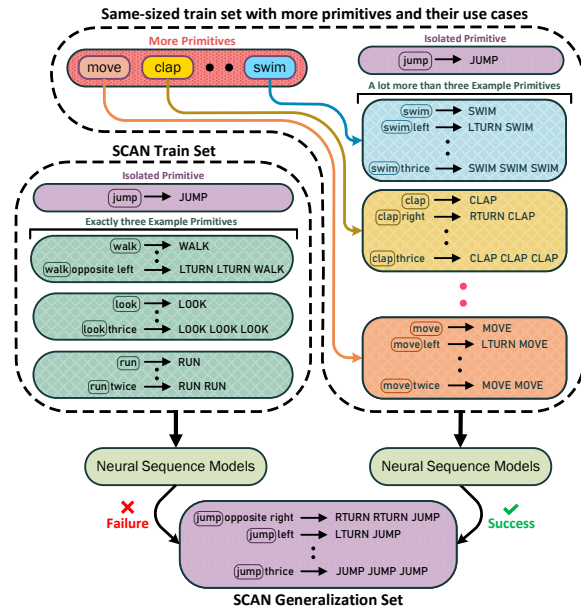 Same-sized train set with more primitives and their use cases
More Primitives
move clap swim
Isolated Primitive
jump JUMP
A lot more than three Example Primitives
swim SWIM
swim left LTURN SWIM
swim thrice SWIM SWIM SWIM
clap CLAP
clap right RTURN CLAP
clap thrice CLAP CLAP CLAP
move MOVE
move left LTURN MOVE
move twice MOVE MOVE
SCAN Train Set
Isolated Primitive
jump JUMP
Exactly three Example Primitives
walk WALK
walk opposite left LTURN LTURN WALK
look LOOK
look thrice LOOK LOOK LOOK
run RUN
run twice RUN RUN
Neural Sequence Models
Neural Sequence Models
Failure
Success
jump opposite right RTURN RTURN JUMP
jump left LTURN JUMP
jump thrice JUMP JUMP JUMP
SCAN Generalization Set